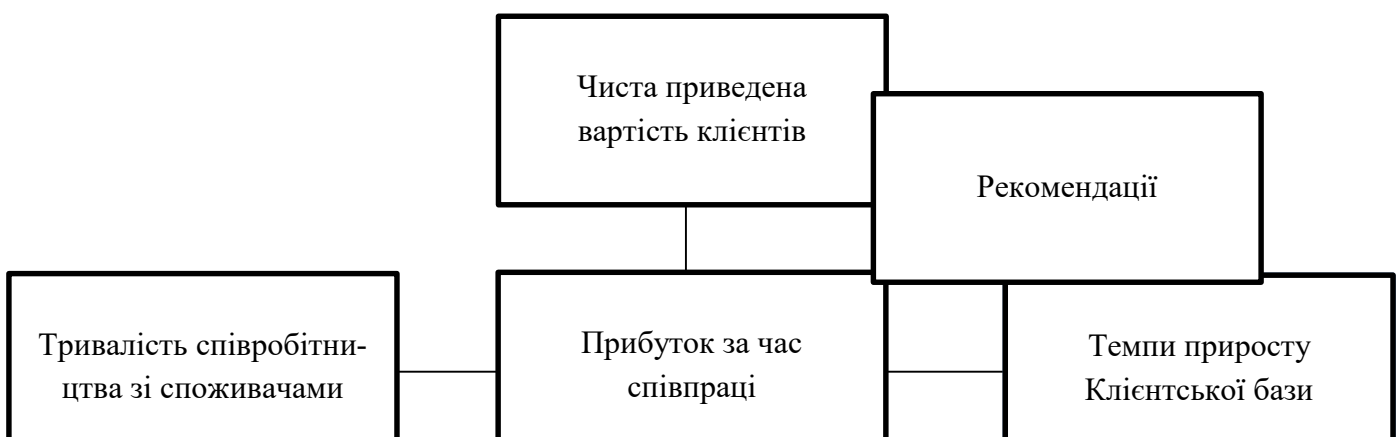 Чиста приведена
вартість клієнтів
Рекомендації
Тривалість співробітни-
цтва зі споживачами
Прибуток за час
співпраці
Темпи приросту
Клієнтської бази